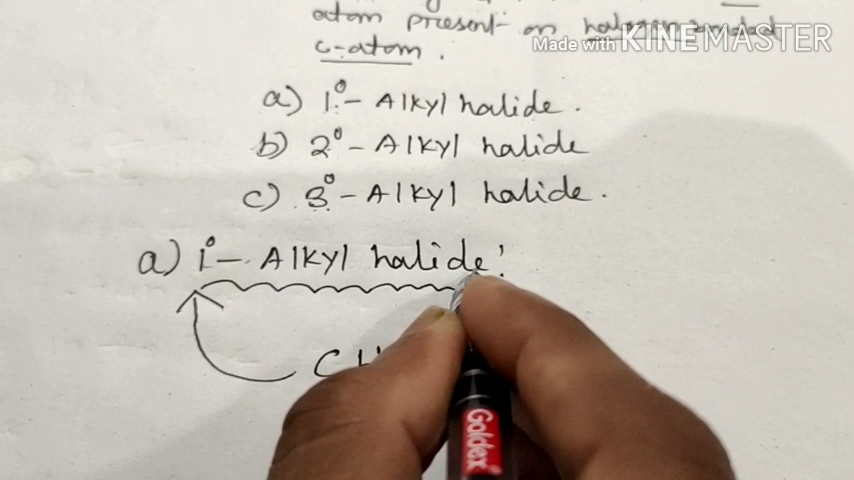 atom present on
c-atom.
Made with KINEMASTER
a) 1°- Alkyl halide.
b) 2°- Alkyl halide
c) 3°- Alkyl halide.
a) 1°- Alkyl halide:
CH
Goldex